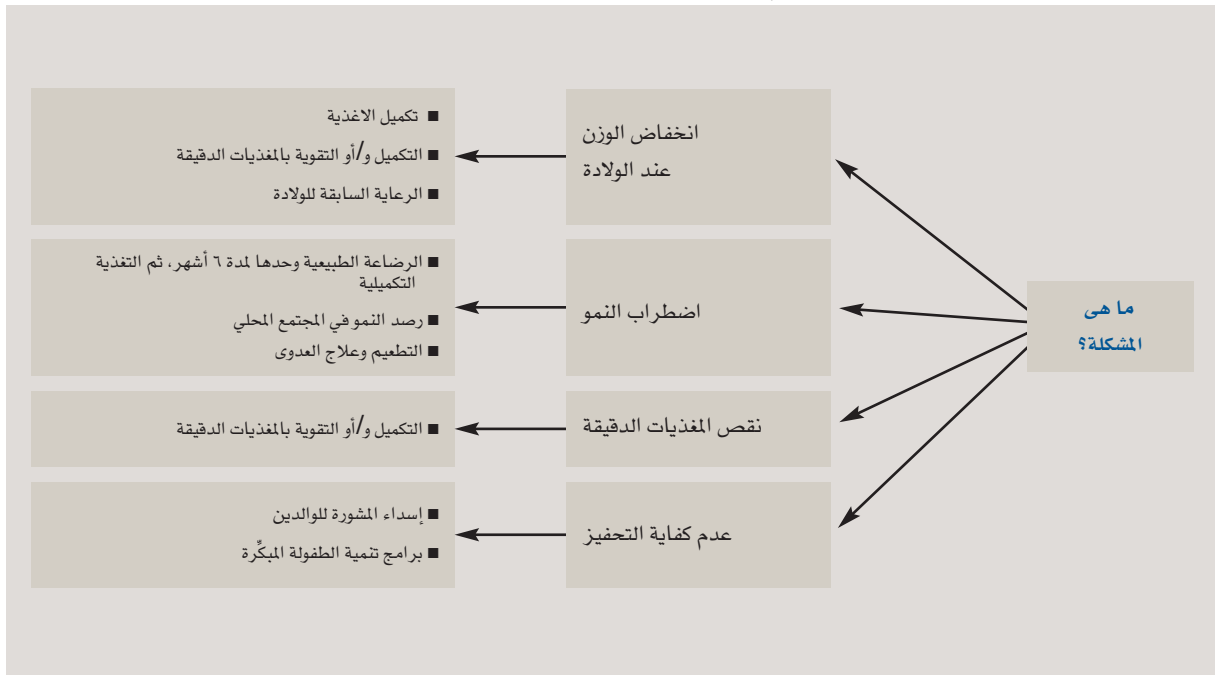 ما هى
المشكلة؟
انخفاض الوزن
عند الولادة
■ تكميل الاغذية
■ التكميل و/أو التقوية بالمغذيات الدقيقة
■ الرعاية السابقة للولادة
اضطراب النمو
■ الرضاعة الطبيعية وحدها لمدة ٦ أشهر، ثم التغذية
التكميلية
■ رصد النمو في المجتمع المحلي
■ التطعيم وعلاج العدوى
نقص المغذيات الدقيقة
■ التكميل و/أو التقوية بالمغذيات الدقيقة
عدم كفاية التحفيز
■ إسداء المشورة للوالدين
■ برامج تنمية الطفولة المبكِّرة